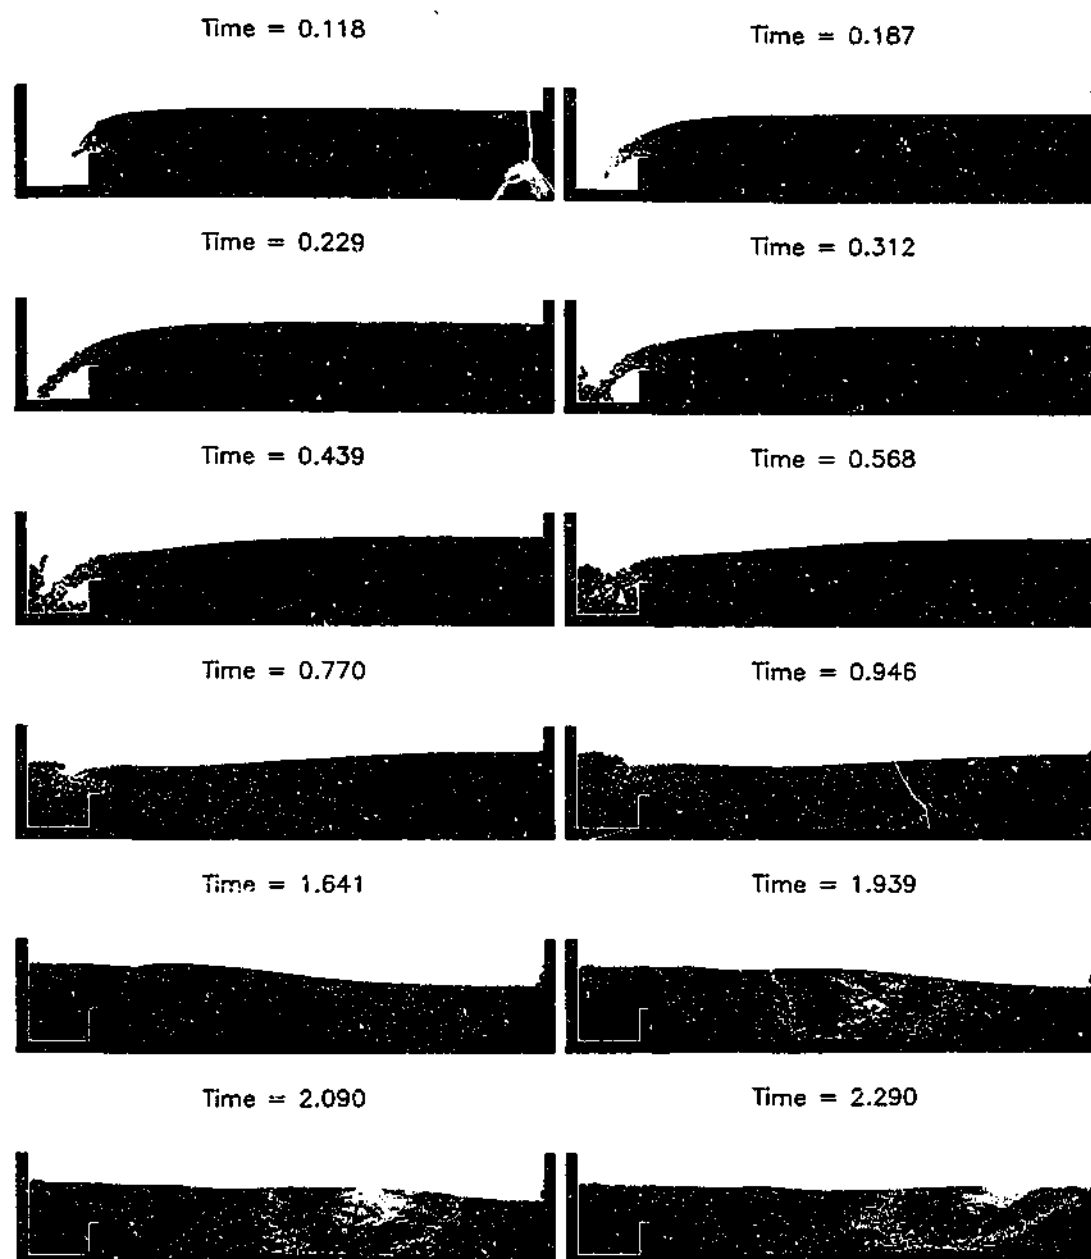 Time = 0.118
Time = 0.187
Time = 0.229
Time = 0.312
Time = 0.439
Time = 0.568
Time = 0.770
Time = 0.946
Time = 1.641
Time = 1.939
Time = 2.090
Time = 2.290